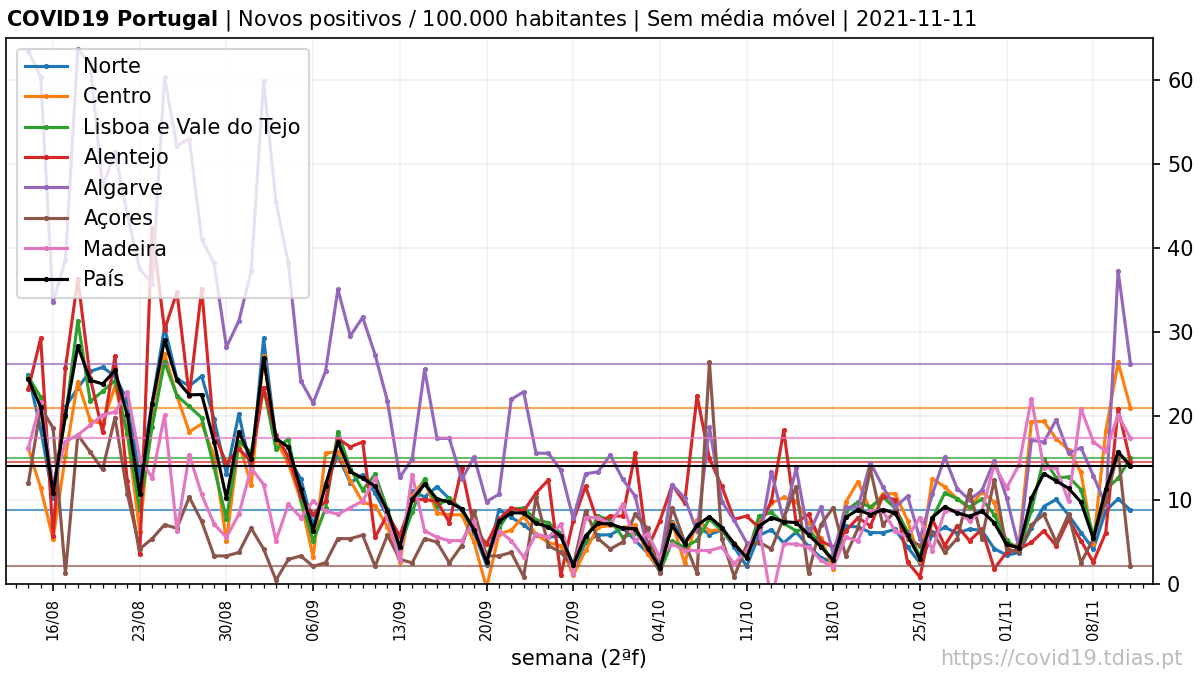 COVID19 Portugal | Novos positivos / 100.000 habitantes | Sem média móvel | 2021-11-11
Norte
Centro
Lisboa e Vale do Tejo
Alentejo
Algarve
Açores
Madeira
País
60
50
40
30
20
10
0
16/08
23/08
30/08
06/09
13/09
20/09
27/09
04/10
11/10
18/10
25/10
01/11
08/11
semana (2ªf)
https://covid19.tdias.pt